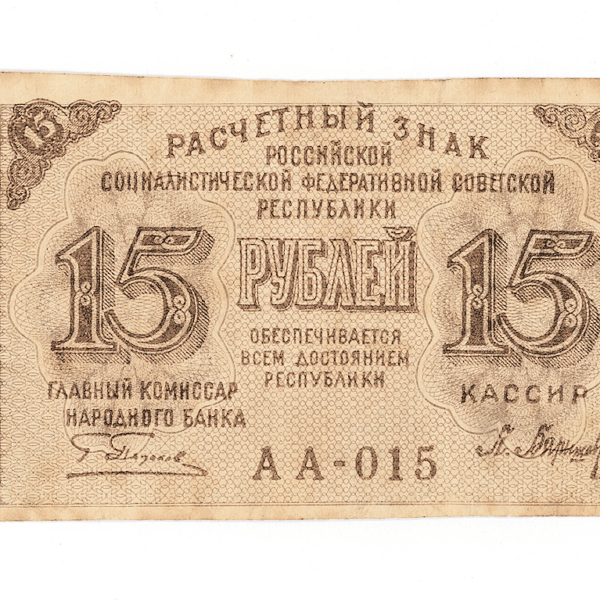 15
РАСЧЕТНЫЙ ЗНАК
РОССИЙСКОЙ
СОЦИАЛИСТИЧЕСКОЙ ФЕДЕРАТИВНОЙ СОВЕТСКОЙ
РЕСПУБЛИКИ
15 РУБЛЕЙ 15
ОБЕСПЕЧИВАЕТСЯ
ВСЕМ ДОСТОЯНИЕМ
РЕСПУБЛИКИ
ГЛАВНЫЙ КОМИССАР
НАРОДНОГО БАНКА
КАССИР
АА-015